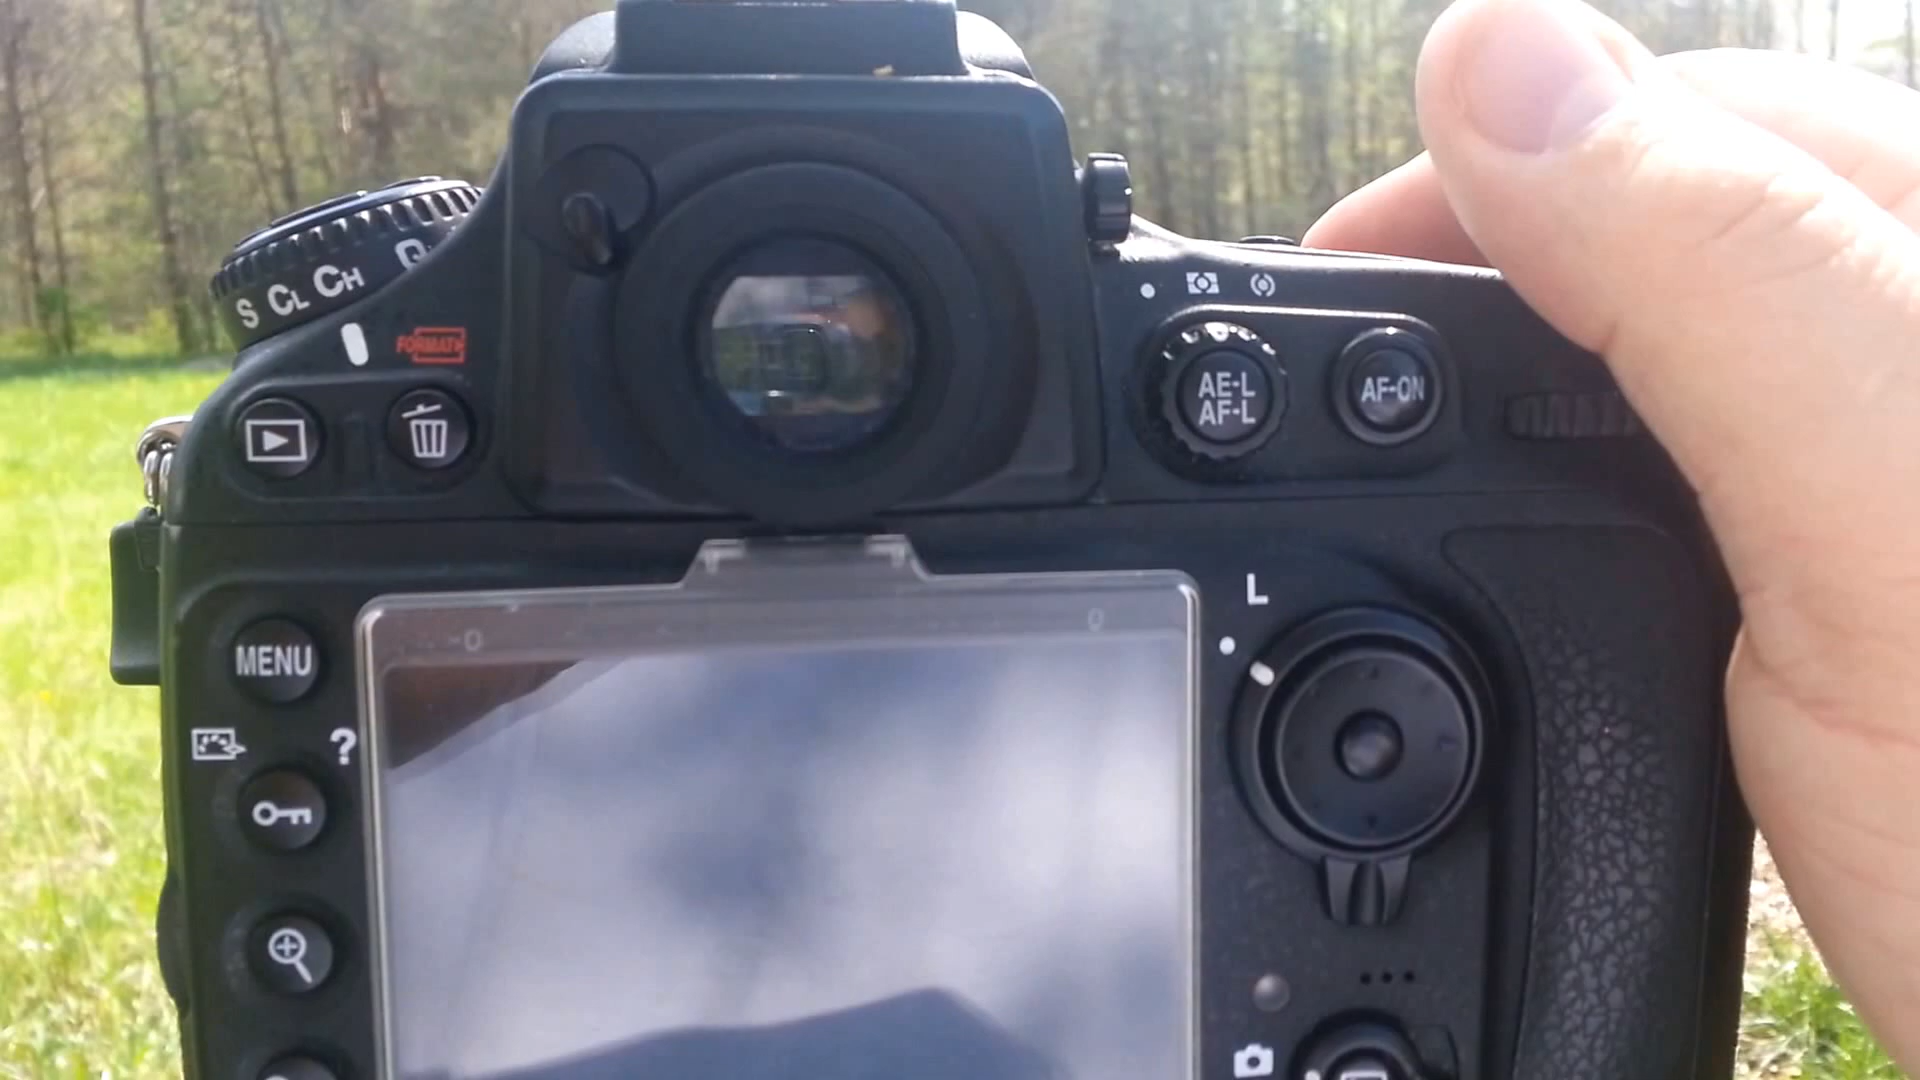 S CL CH Q
FORMAT
AE-L
AF-L
AF-ON
L
MENU
?